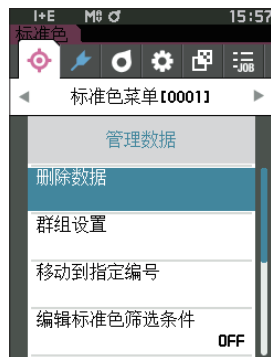 I+E M0 15:57
标准色
-JOB
标准色菜单[0001]
管理数据
删除数据
群组设置
移动到指定编号
编辑标准色筛选条件
OFF